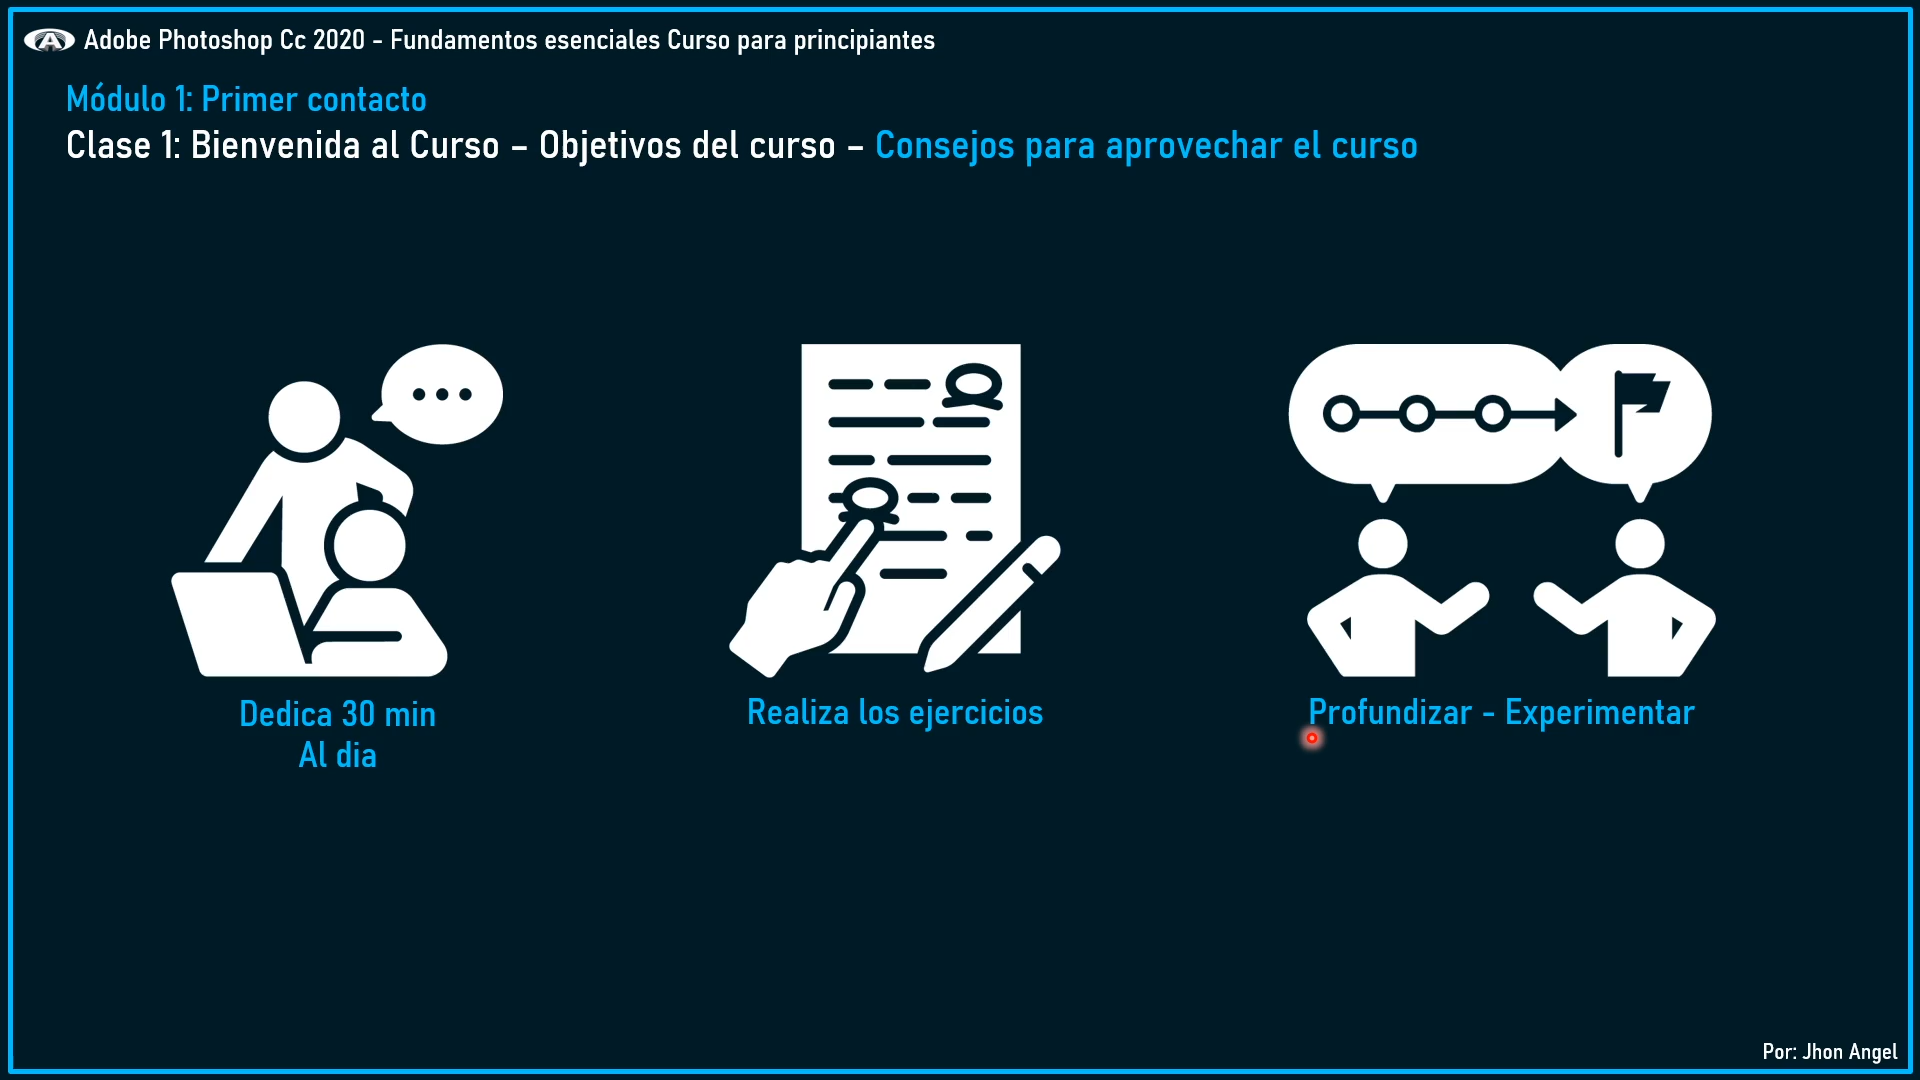 Adobe Photoshop Cc 2020 - Fundamentos esenciales Curso para principiantes
Módulo 1: Primer contacto
Clase 1: Bienvenida al Curso – Objetivos del curso – Consejos para aprovechar el curso
Dedica 30 min
Al dia
Realiza los ejercicios
Profundizar - Experimentar
Por: Jhon Angel